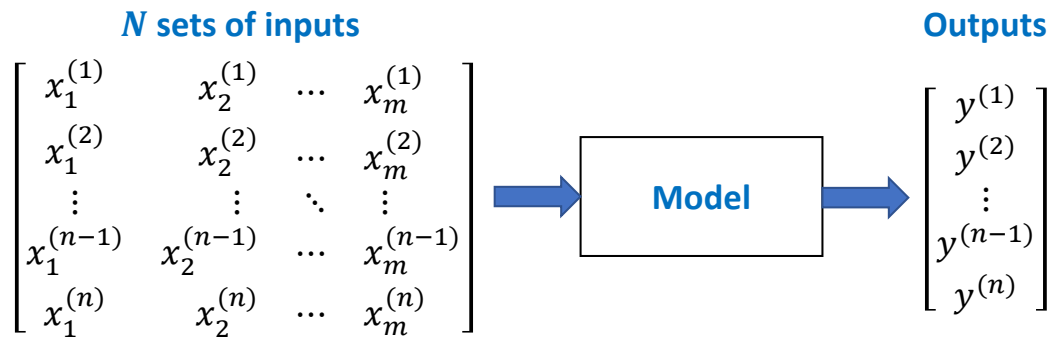 N sets of inputs
Outputs
x_1^{(1)} x_2^{(1)} ⋯ x_m^{(1)}
x_1^{(2)} x_2^{(2)} ⋯ x_m^{(2)}
⋮ ⋮ ⋱ ⋮
x_1^{(n−1)} x_2^{(n−1)} ⋯ x_m^{(n−1)}
x_1^{(n)} x_2^{(n)} ⋯ x_m^{(n)}
Model
y^{(1)}
y^{(2)}
⋮
y^{(n−1)}
y^{(n)}